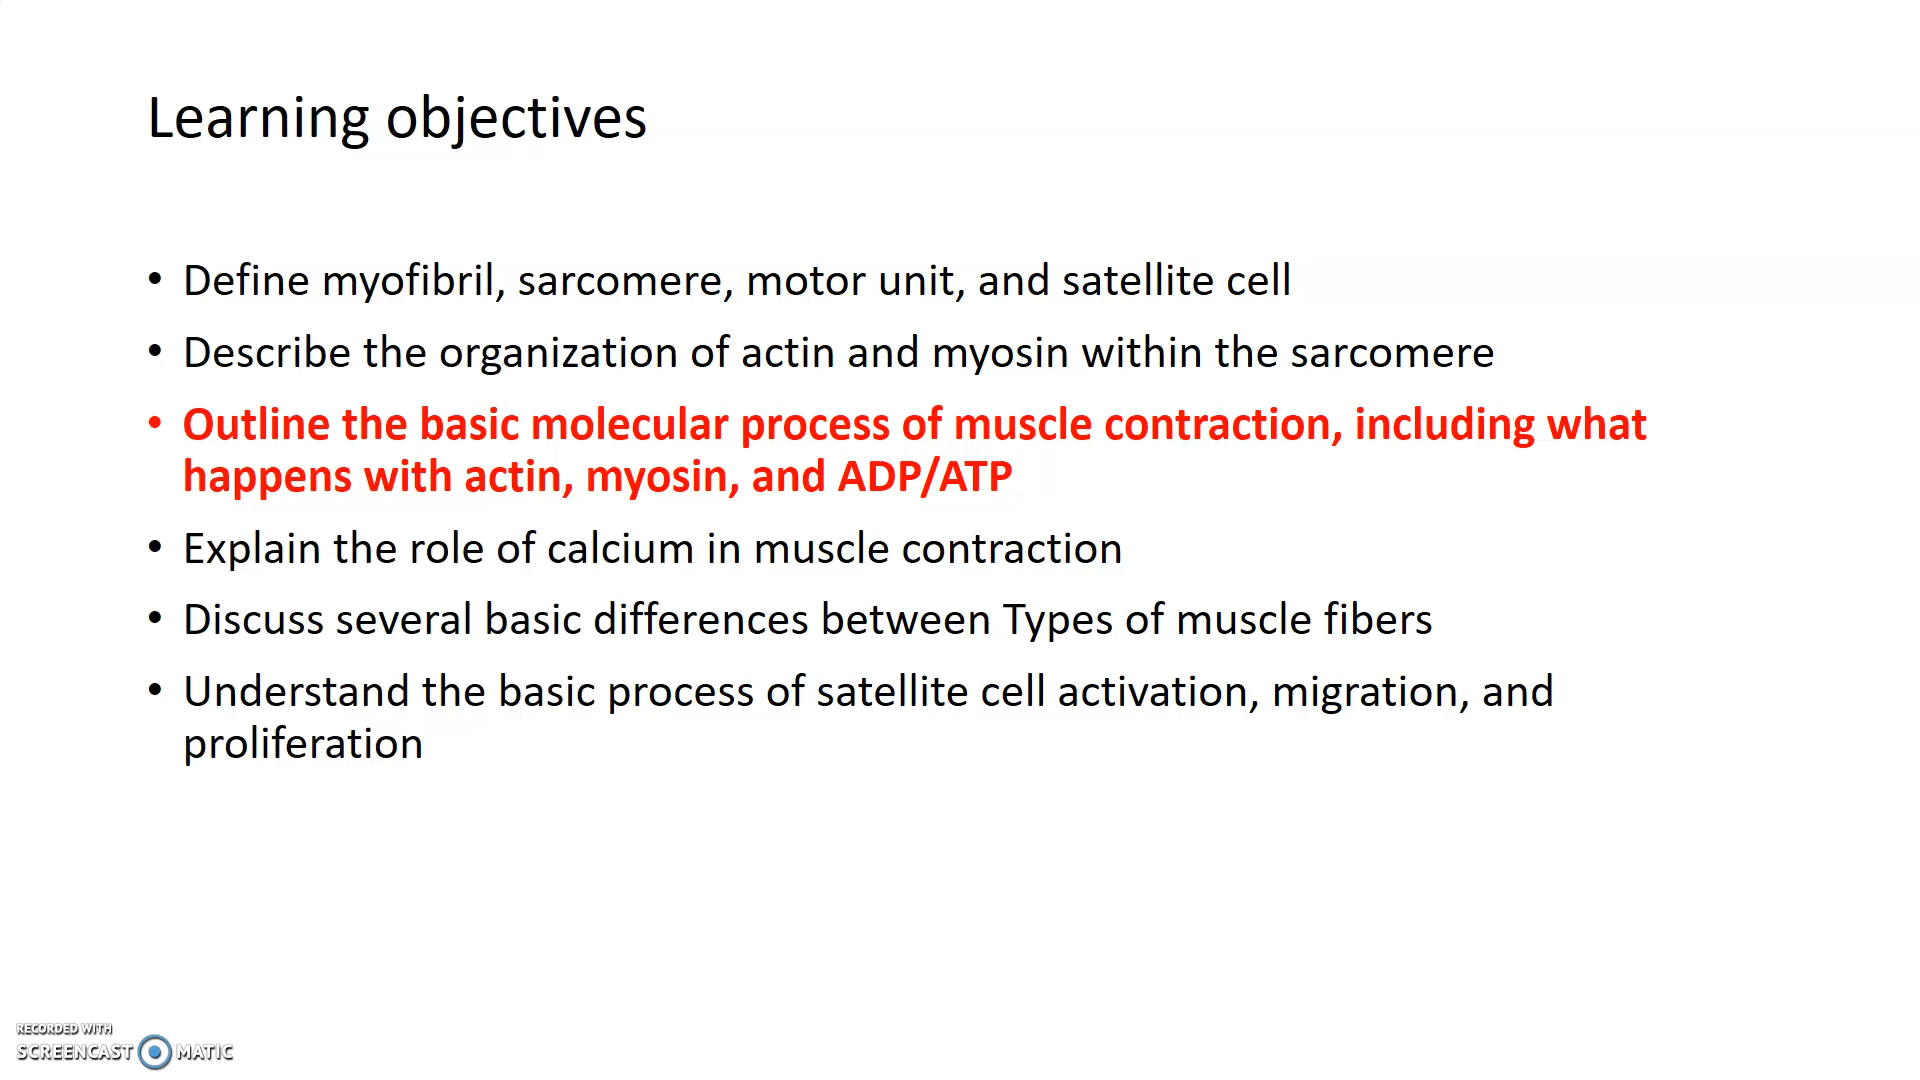 Learning objectives
• Define myofibril, sarcomere, motor unit, and satellite cell
• Describe the organization of actin and myosin within the sarcomere
• Outline the basic molecular process of muscle contraction, including what
happens with actin, myosin, and ADP/ATP
• Explain the role of calcium in muscle contraction
• Discuss several basic differences between Types of muscle fibers
• Understand the basic process of satellite cell activation, migration, and
proliferation
RECORDED WITH
SCREENCAST MATIC